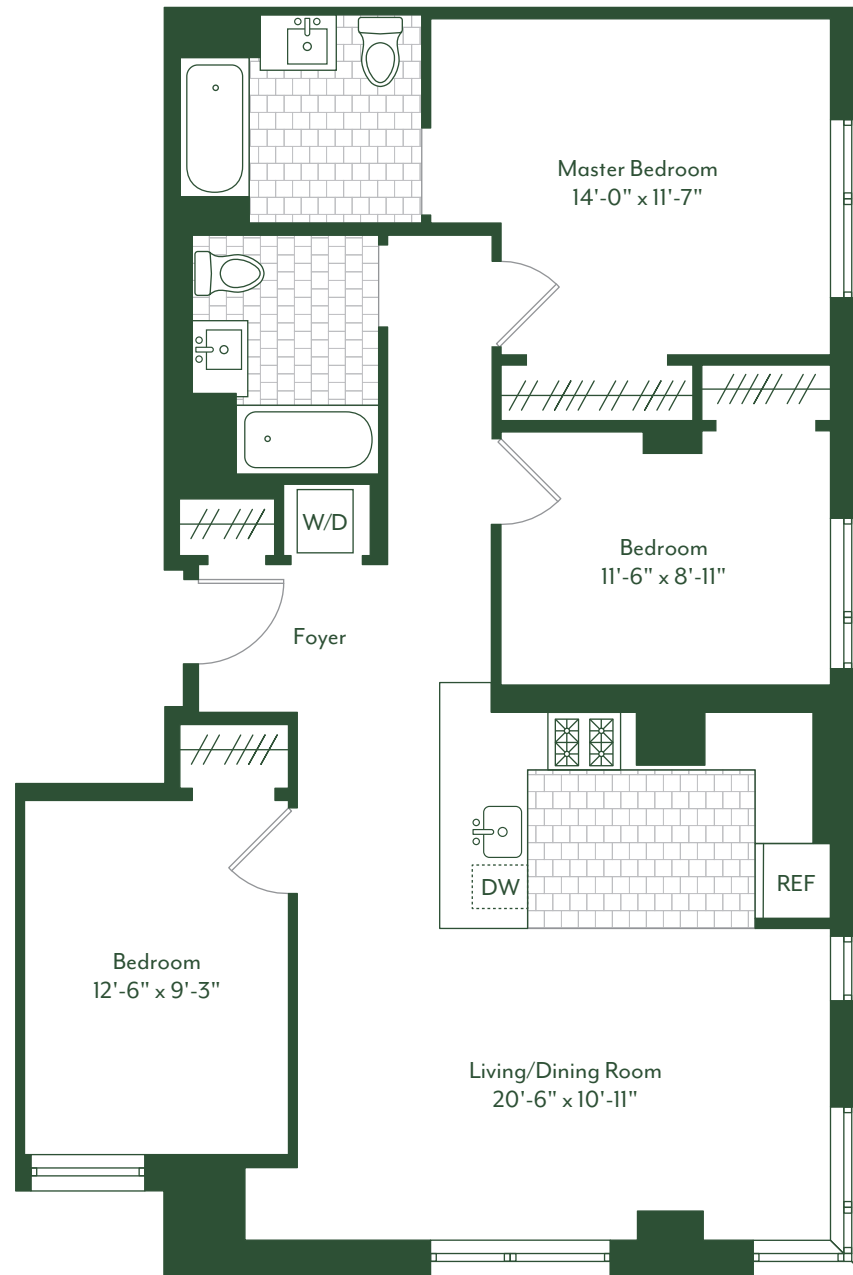 Master Bedroom
14'-0" x 11'-7"
W/D
Bedroom
11'-6" x 8'-11"
Foyer
DW
REF
Bedroom
12'-6" x 9'-3"
Living/Dining Room
20'-6" x 10'-11"